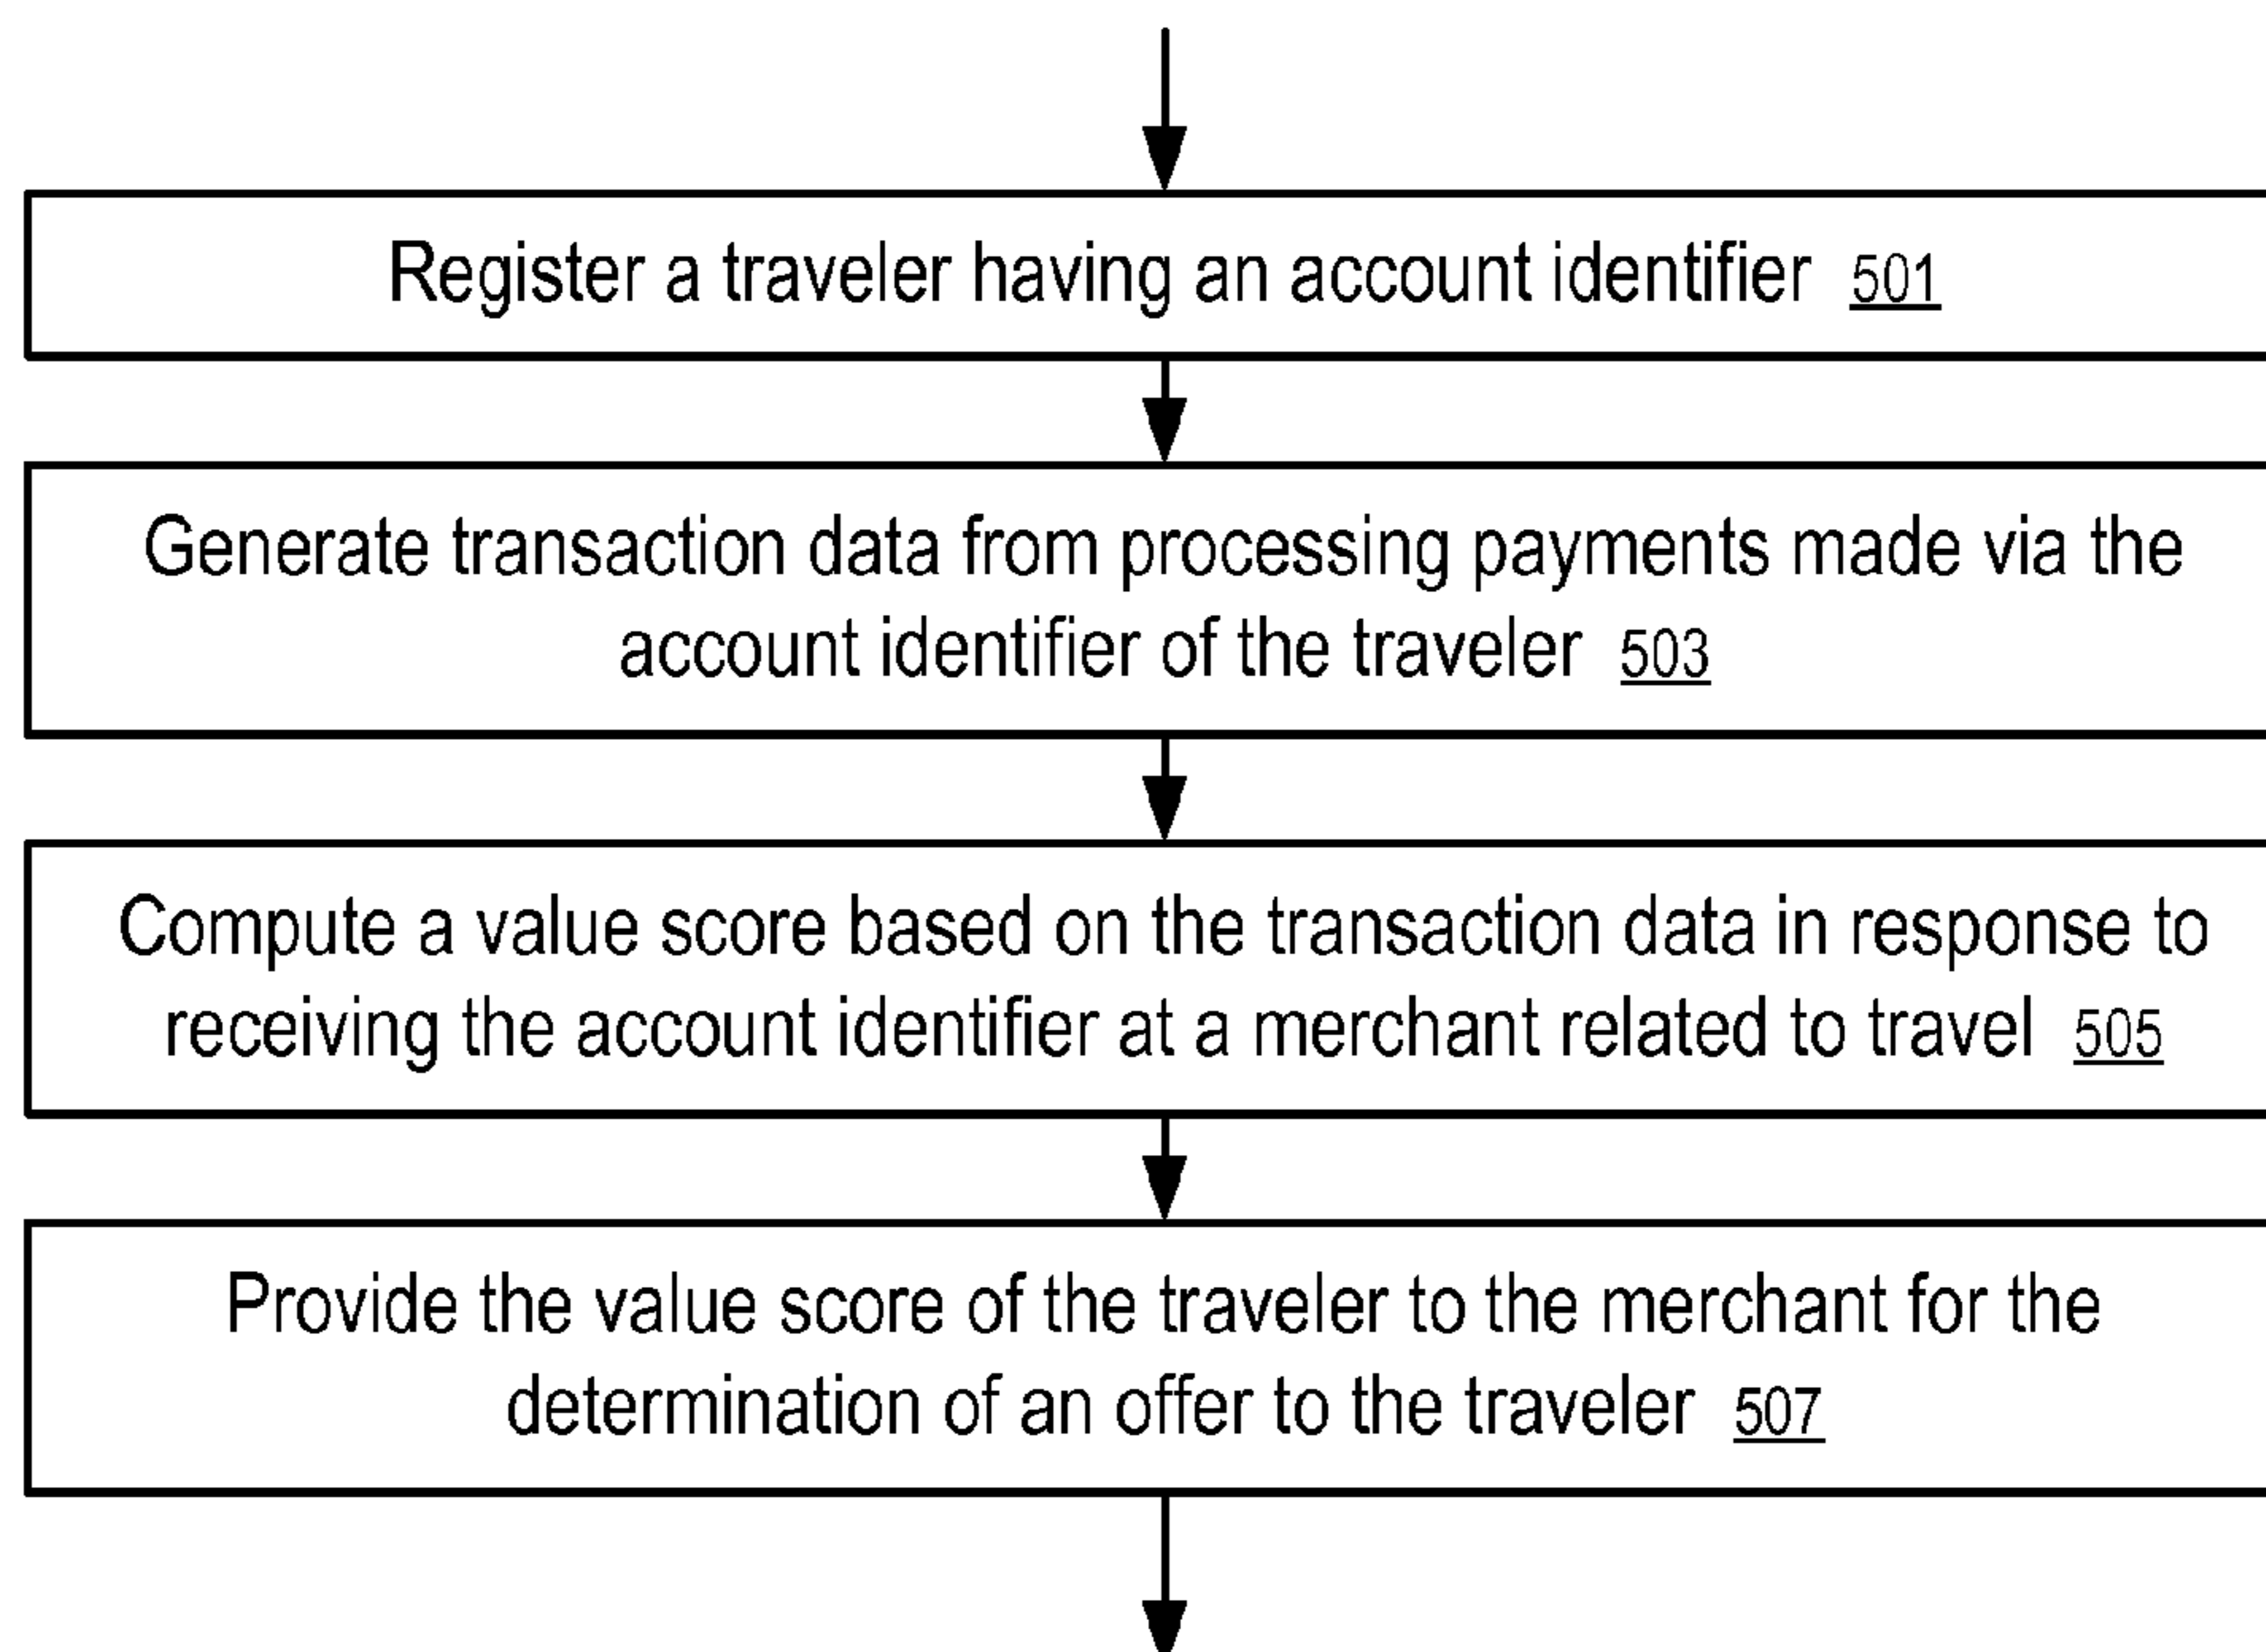 Register a traveler having an account identifier 501
Generate transaction data from processing payments made via the
account identifier of the traveler 503
Compute a value score based on the transaction data in response to
receiving the account identifier at a merchant related to travel 505
Provide the value score of the traveler to the merchant for the
determination of an offer to the traveler 507